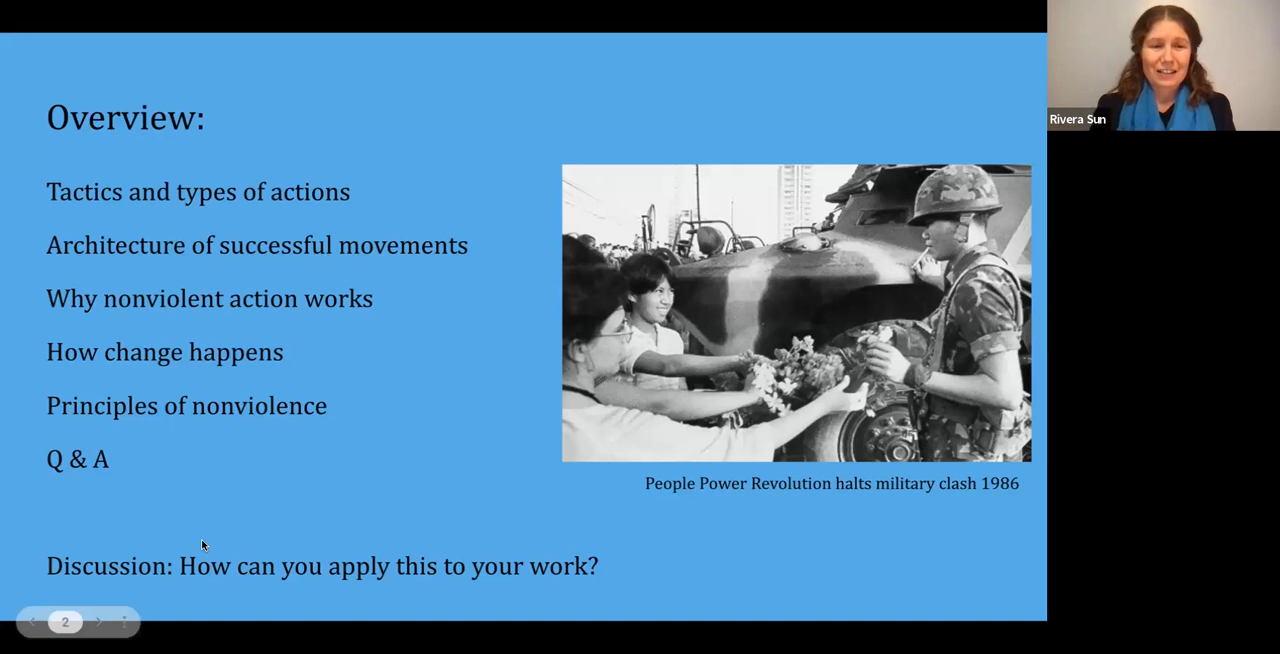 Overview:
Tactics and types of actions
Architecture of successful movements
Why nonviolent action works
How change happens
Principles of nonviolence
Q & A
People Power Revolution halts military clash 1986
Discussion: How can you apply this to your work?
2
Rivera Sun